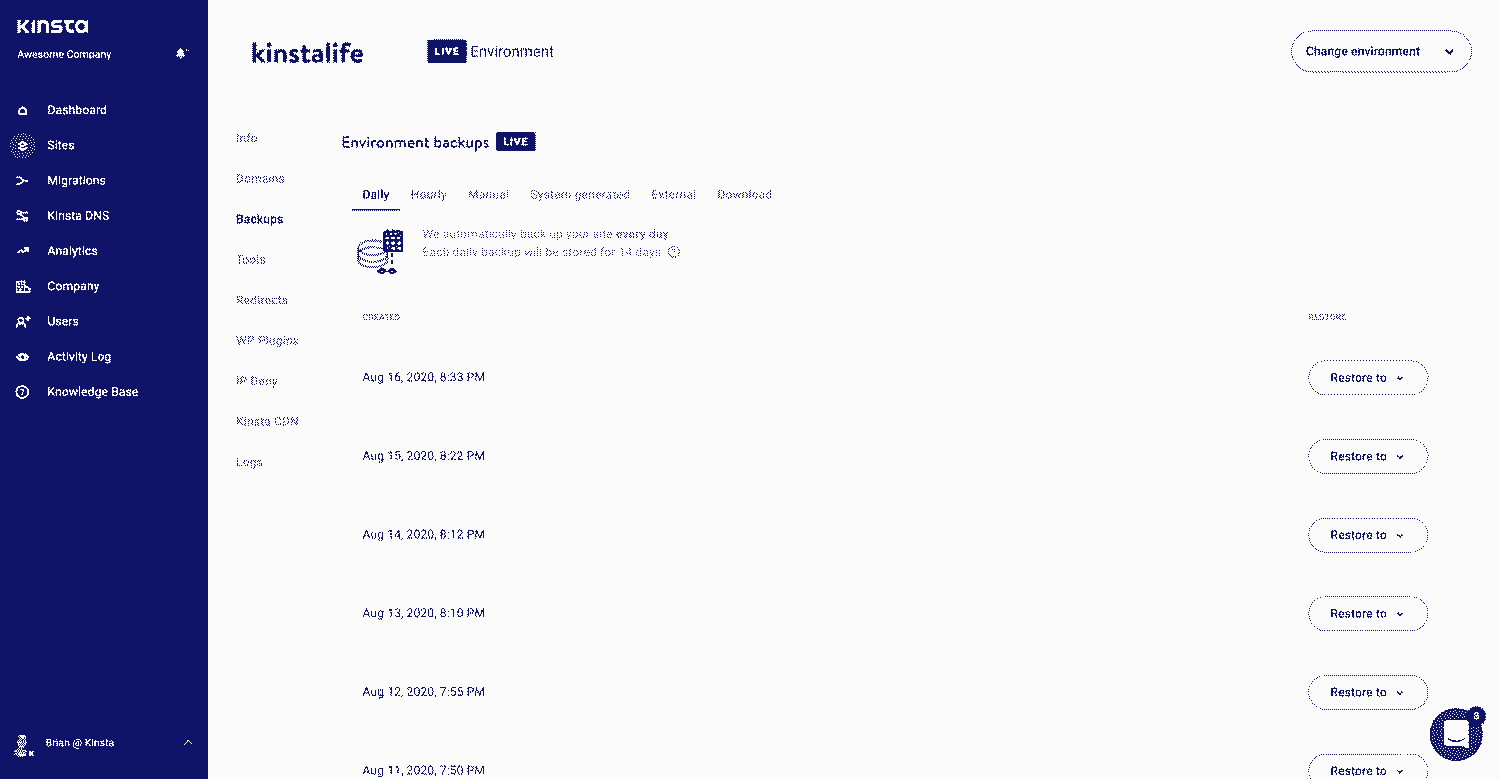 KINSTA
Awesome Company
Dashboard
Sites
Migrations
Kinsta DNS
Analytics
Company
Users
Activity Log
Knowledge Base
Brian @ Kinsta
kinstalife
LIVE Environment
Change environment
Info
Domains
Backups
Tools
Redirects
WP Plugins
IP Deny
Kinsta CDN
Logs
Environment backups LIVE
Daily Hourly Manual System generated External Download
We automatically back up your site every day.
Each daily backup will be stored for 14 days.
CREATED RESTORE
Aug 16, 2020, 8:33 PM Restore to
Aug 15, 2020, 8:22 PM Restore to
Aug 14, 2020, 8:12 PM Restore to
Aug 13, 2020, 8:10 PM Restore to
Aug 12, 2020, 7:55 PM Restore to
Aug 11, 2020, 7:50 PM Restore to